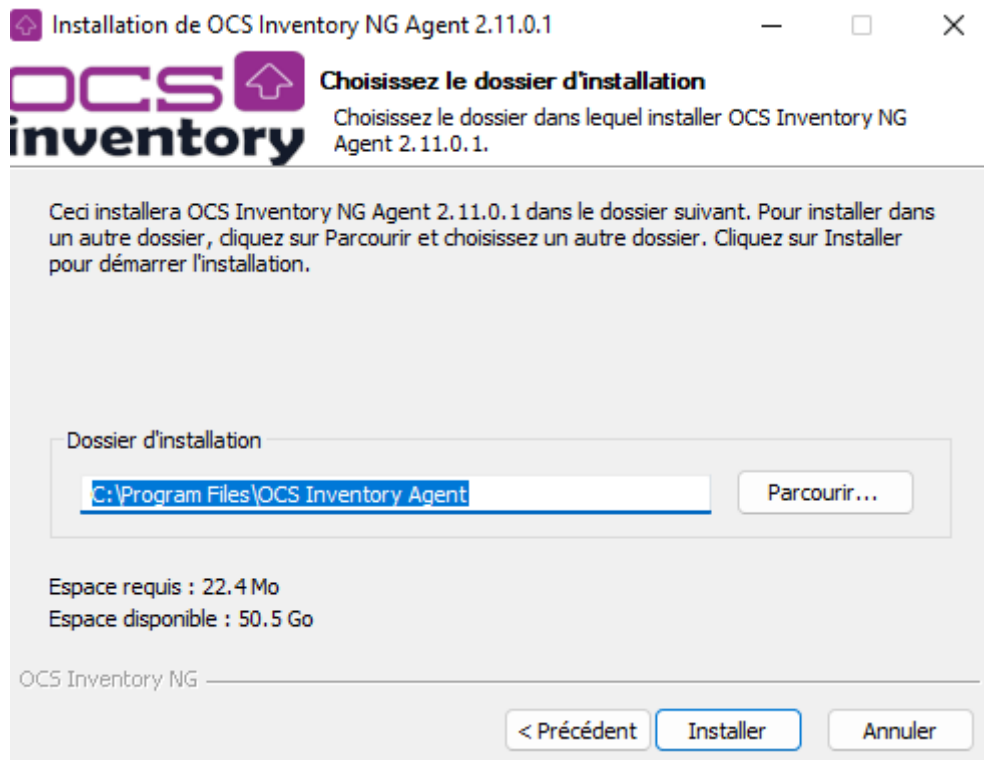 Installation de OCS Inventory NG Agent 2.11.0.1
OCS
inventory
Choisissez le dossier d'installation
Choisissez le dossier dans lequel installer OCS Inventory NG
Agent 2.11.0.1.
Ceci installera OCS Inventory NG Agent 2.11.0.1 dans le dossier suivant. Pour installer dans
un autre dossier, cliquez sur Parcourir et choisissez un autre dossier. Cliquez sur Installer
pour démarrer l'installation.
Dossier d'installation
C:\Program Files\OCS Inventory Agent
Parcourir...
Espace requis : 22.4 Mo
Espace disponible : 50.5 Go
OCS Inventory NG
< Précédent
Installer
Annuler